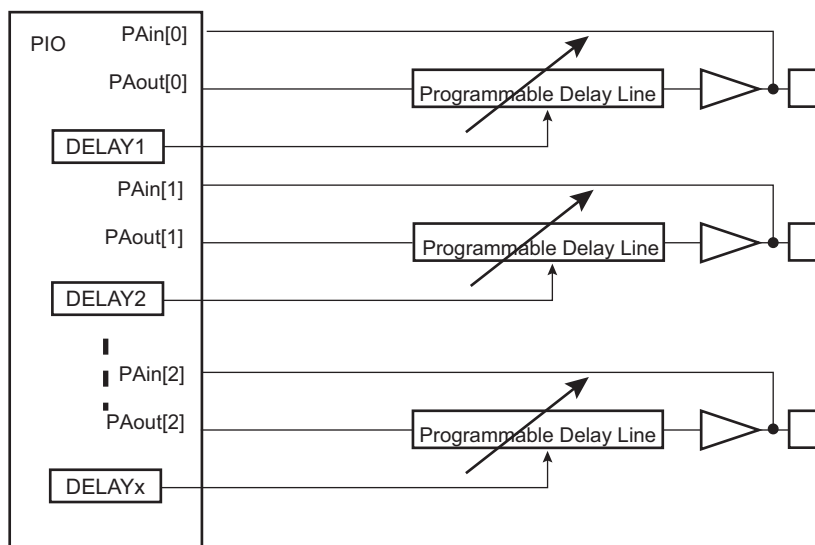 PIO
PAin[0]
PAout[0]
Programmable Delay Line
DELAY1
PAin[1]
PAout[1]
Programmable Delay Line
DELAY2
PAin[2]
PAout[2]
Programmable Delay Line
DELAYx